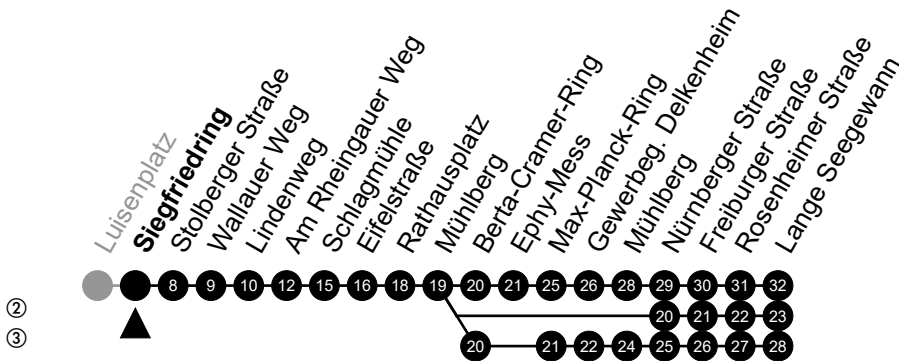 Luisenplatz
Siegfriedring
Stolberger Straße
Wallauer Weg
Lindenweg
Am Rheingauer Weg
Schlagmühle
Eifelstraße
Rathausplatz
Mühlberg
Berta-Cramer-Ring
Ephy-Mess
Max-Planck-Ring
Gewerbeg. Delkenheim
Mühlberg
Nürnberger Straße
Freiburger Straße
Rosenheimer Straße
Lange Seegewann
8 9 10 12 15 16 18 19 20 21 25 26 28 29 30 31 32
② 20 21 22 23
③ 20 21 22 24 25 26 27 28